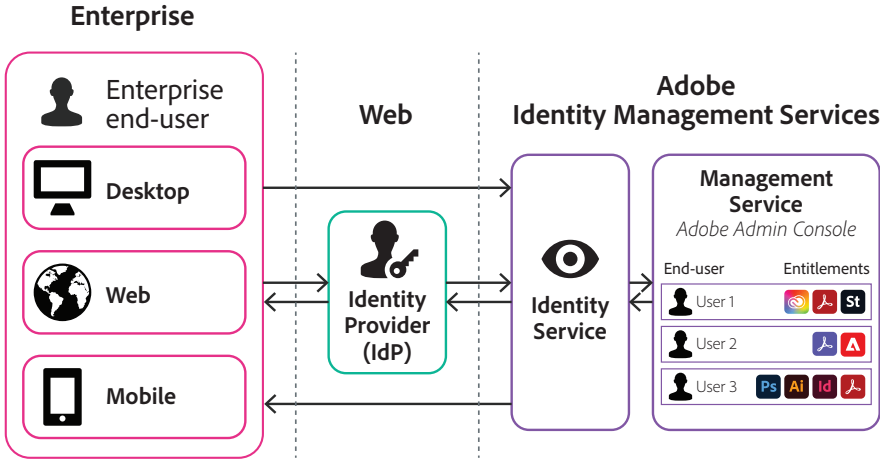 Enterprise
Enterprise
end-user
Desktop
Web
Mobile
Web
Identity
Provider
(IdP)
Adobe
Identity Management Services
Identity
Service
Management
Service
Adobe Admin Console
End-user Entitlements
User 1 St
User 2
User 3 Ps Ai Id